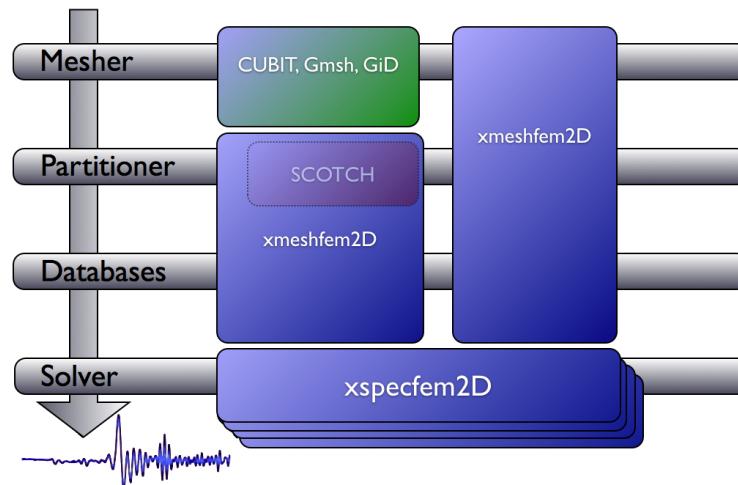 Mesher
CUBIT, Gmsh, GiD
xmeshfem2D
Partitioner
SCOTCH
xmeshfem2D
Databases
Solver
xspecfem2D